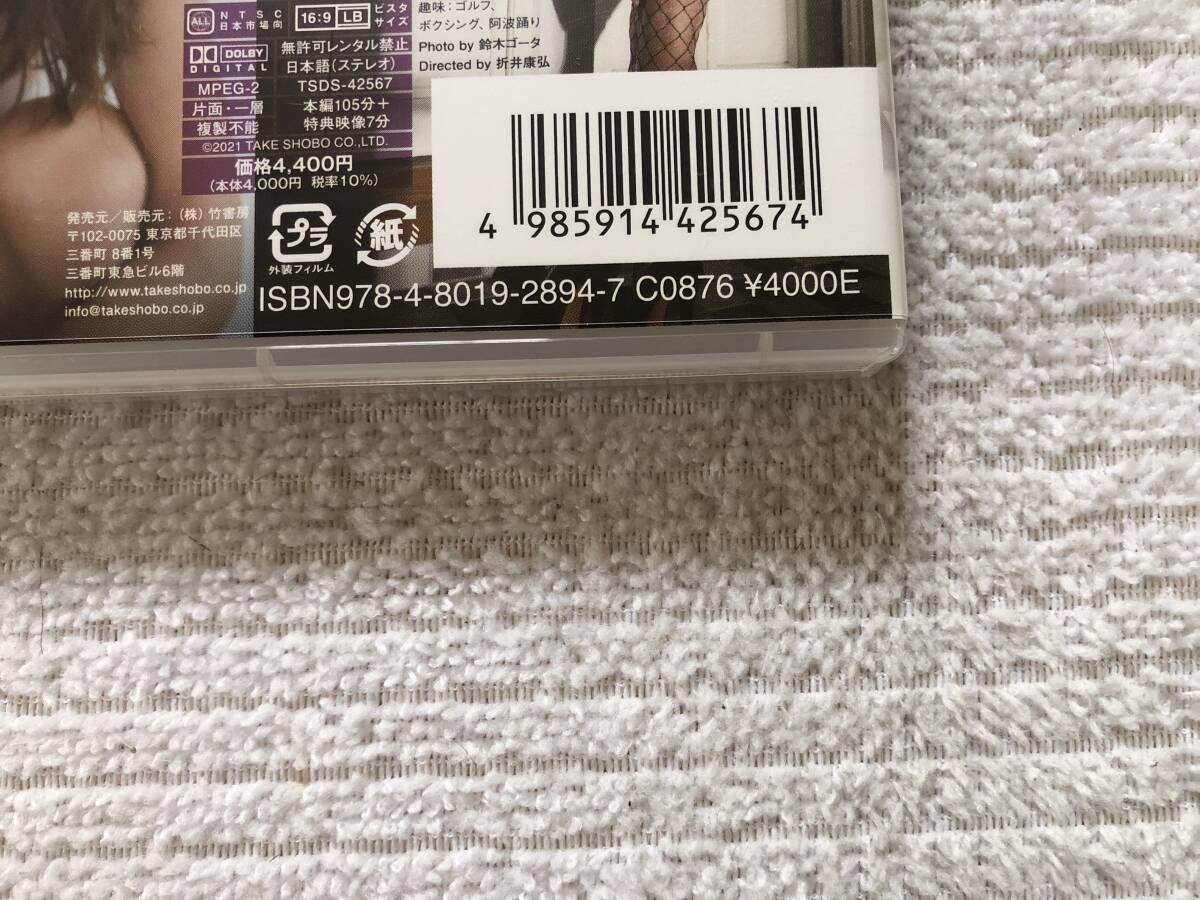 ALL
NTSC
日本市場向
16:9 LB
ビスタ
サイズ
DOLBY
DIGITAL
無許可レンタル禁止
日本語(ステレオ)
MPEG-2
TSDS-42567
片面・一層
複製不能
本編105分+
特典映像7分
©2021 TAKE SHOBO CO.,LTD.
価格4,400円
(本体4,000円 税率10%)
趣味:ゴルフ、
ボクシング、阿波踊り
Photo by 鈴木ゴータ
Directed by 折井康弘
発売元/販売元:(株)竹書房
〒102-0075 東京都千代田区
三番町 8番1号
三番町東急ビル6階
http://www.takeshobo.co.jp
info@takeshobo.co.jp
プラ
外装フィルム
紙
4 985914 425674
ISBN978-4-8019-2894-7 C0876 ¥4000E